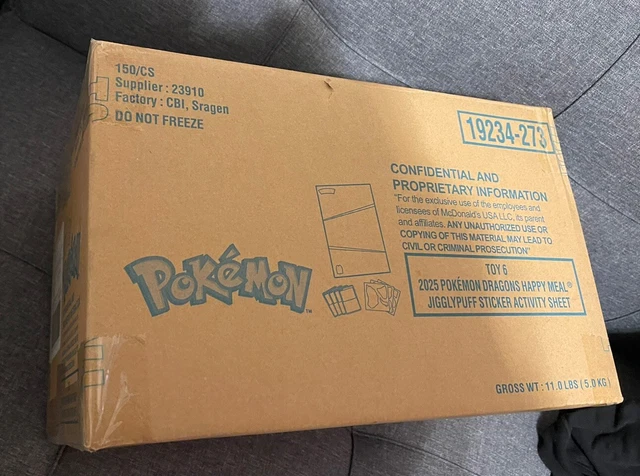 150/CS
Supplier : 23910
Factory : CBI, Sragen
DO NOT FREEZE
19234-273
CONFIDENTIAL AND
PROPRIETARY INFORMATION
"For the exclusive use of the employees and
licensees of McDonald's USA LLC, its parent
and affiliates. ANY UNAUTHORIZED USE OR
COPYING OF THIS MATERIAL MAY LEAD TO
CIVIL OR CRIMINAL PROSECUTION"
POKéMON™
TOY 6
2025 POKÉMON DRAGONS HAPPY MEAL®
JIGGLYPUFF STICKER ACTIVITY SHEET
GROSS WT : 11.0 LBS ( 5.0 KG )